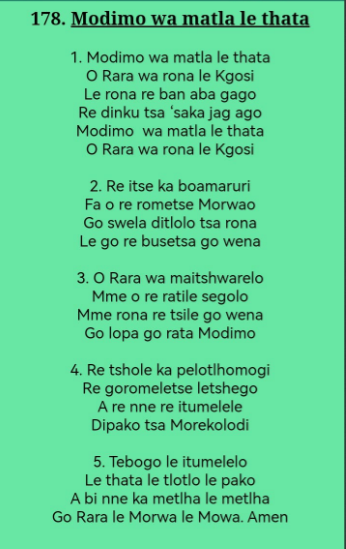 178. Modimo wa matla le thata
1. Modimo wa matla le thata
O Rara wa rona le Kgosi
Le rona re ban aba gago
Re dinku tsa ‘saka jag ago
Modimo wa matla le thata
O Rara wa rona le Kgosi
2. Re itse ka boamaruri
Fa o re rometse Morwao
Go swela ditlolo tsa rona
Le go re busetsa go wena
3. O Rara wa maitshwarelo
Mme o re ratile segolo
Mme rona re tsile go wena
Go lopa go rata Modimo
4. Re tshole ka pelotlhomogi
Re goromeletse letshego
A re nne re itumelele
Dipako tsa Morekolodi
5. Tebogo le itumelelo
Le thata le tlotlo le pako
A bi nne ka metlha le metlha
Go Rara le Morwa le Mowa. Amen